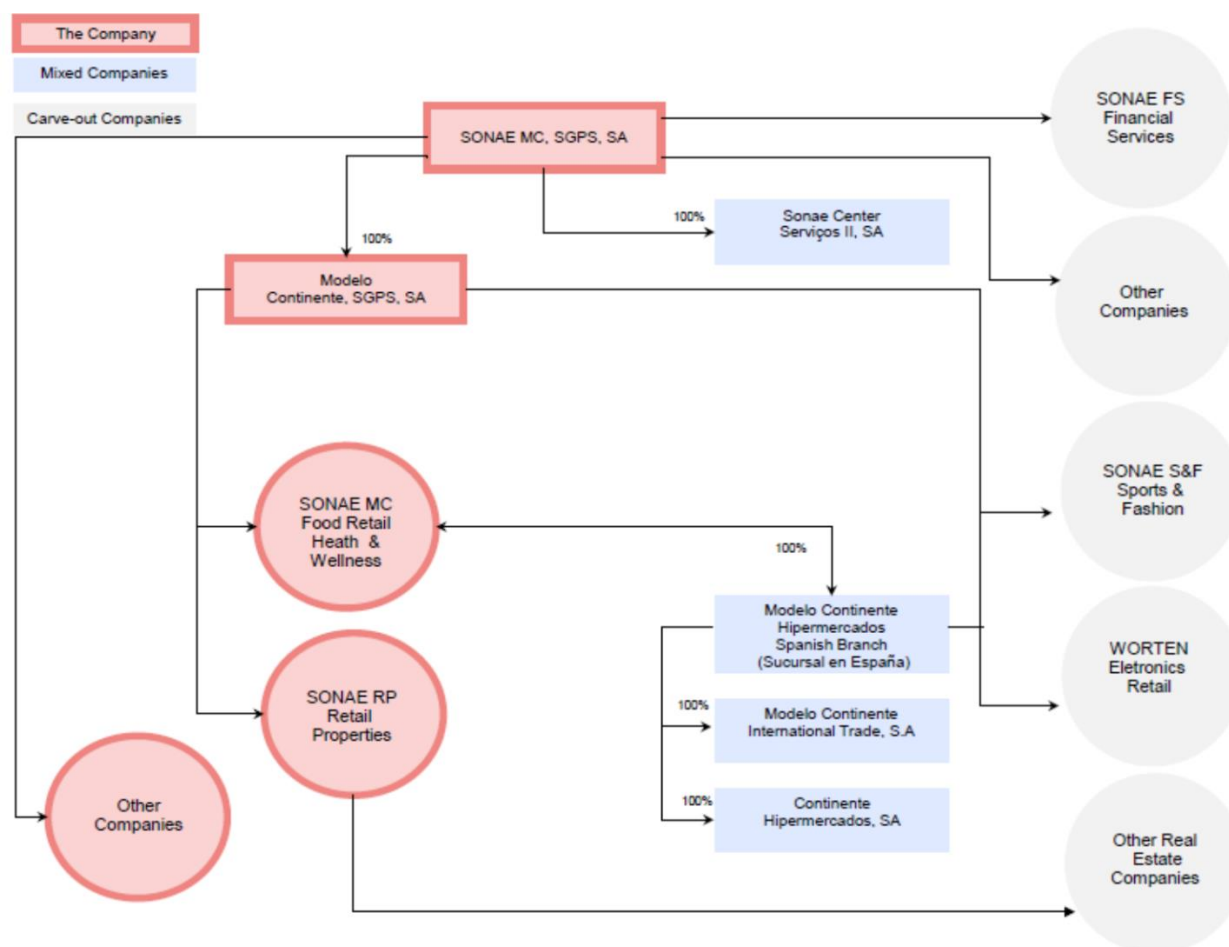 The Company
Mixed Companies
Carve-out Companies
SONAE MC, SGPS, SA
SONAE FS
Financial
Services
100%
Sonae Center
Serviços II, SA
100%
Modelo
Continente, SGPS, SA
Other
Companies
SONAE MC
Food Retail
Heath &
Wellness
SONAE S&F
Sports &
Fashion
100%
Modelo Continente
Hipermercados
Spanish Branch
(Sucursal en España)
WORTEN
Eletronics
Retail
SONAE RP
Retail
Properties
100%
Modelo Continente
International Trade, S.A
Other
Companies
100%
Continente
Hipermercados, SA
Other Real
Estate
Companies